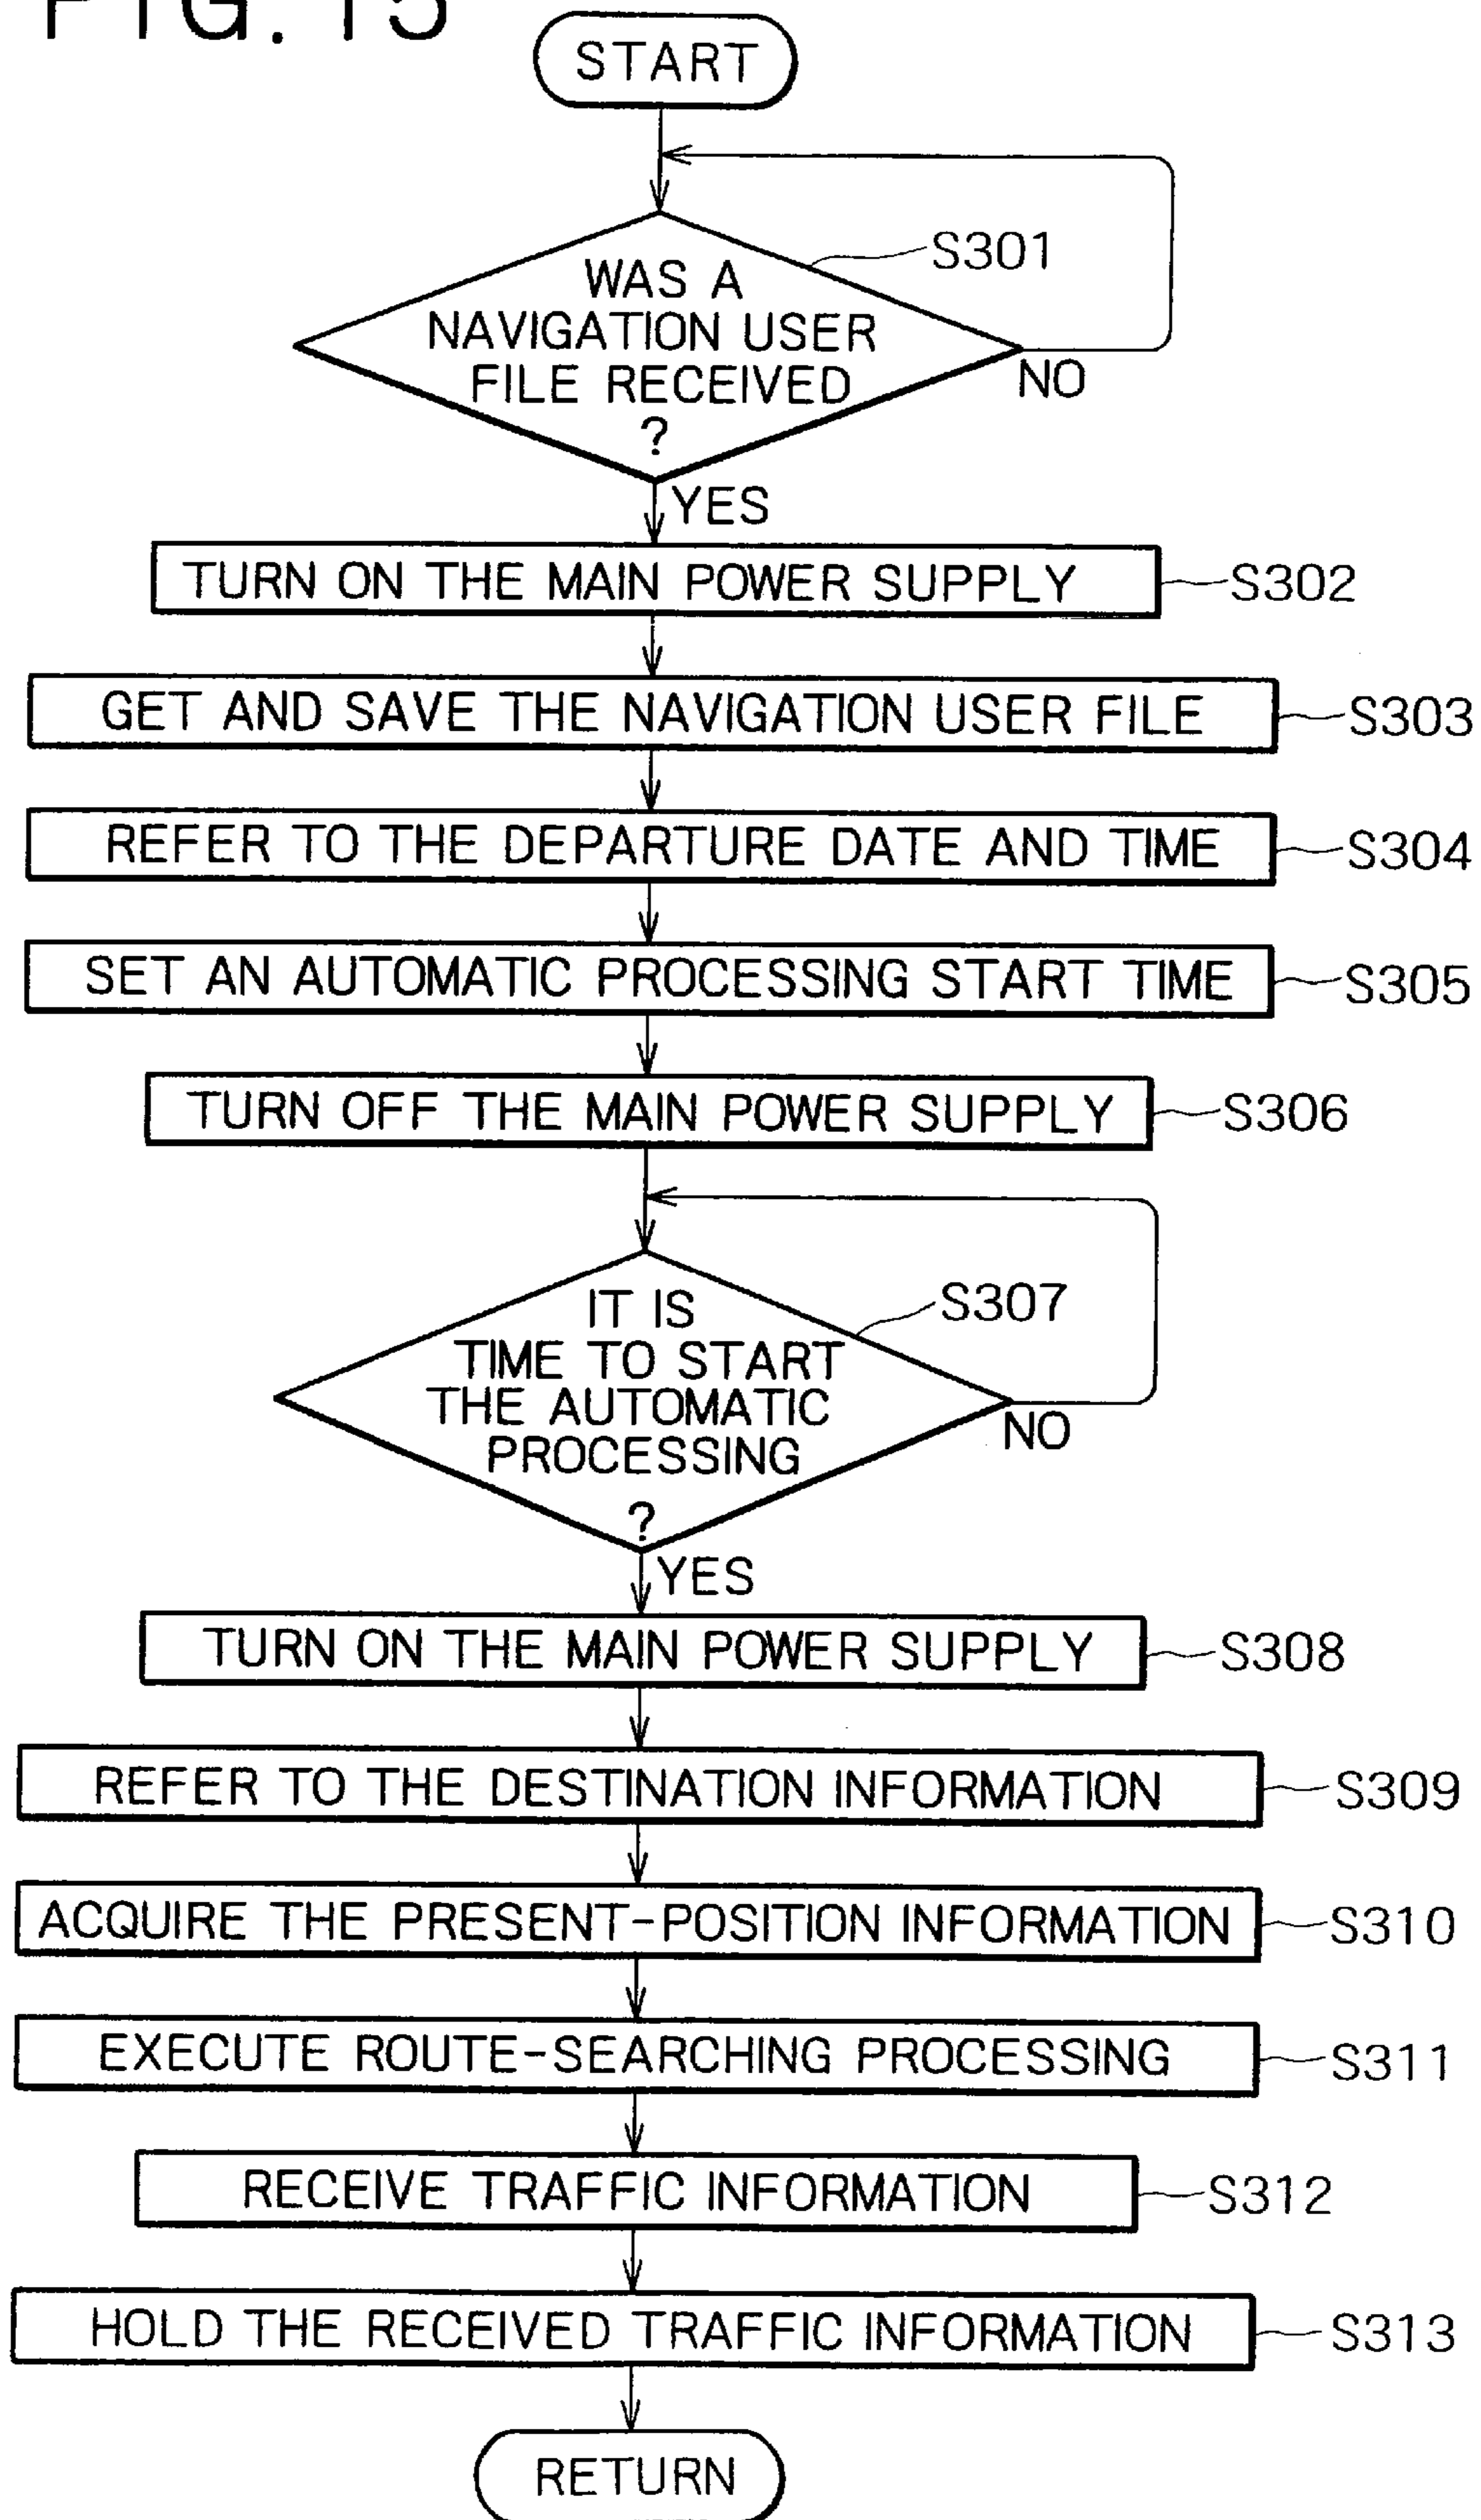 FIG. 15
START
S301
WAS A
NAVIGATION USER
FILE RECEIVED
?
NO
YES
TURN ON THE MAIN POWER SUPPLY
S302
GET AND SAVE THE NAVIGATION USER FILE
S303
REFER TO THE DEPARTURE DATE AND TIME
S304
SET AN AUTOMATIC PROCESSING START TIME
S305
TURN OFF THE MAIN POWER SUPPLY
S306
S307
IT IS
TIME TO START
THE AUTOMATIC
PROCESSING
?
NO
YES
TURN ON THE MAIN POWER SUPPLY
S308
REFER TO THE DESTINATION INFORMATION
S309
ACQUIRE THE PRESENT-POSITION INFORMATION
S310
EXECUTE ROUTE-SEARCHING PROCESSING
S311
RECEIVE TRAFFIC INFORMATION
S312
HOLD THE RECEIVED TRAFFIC INFORMATION
S313
RETURN